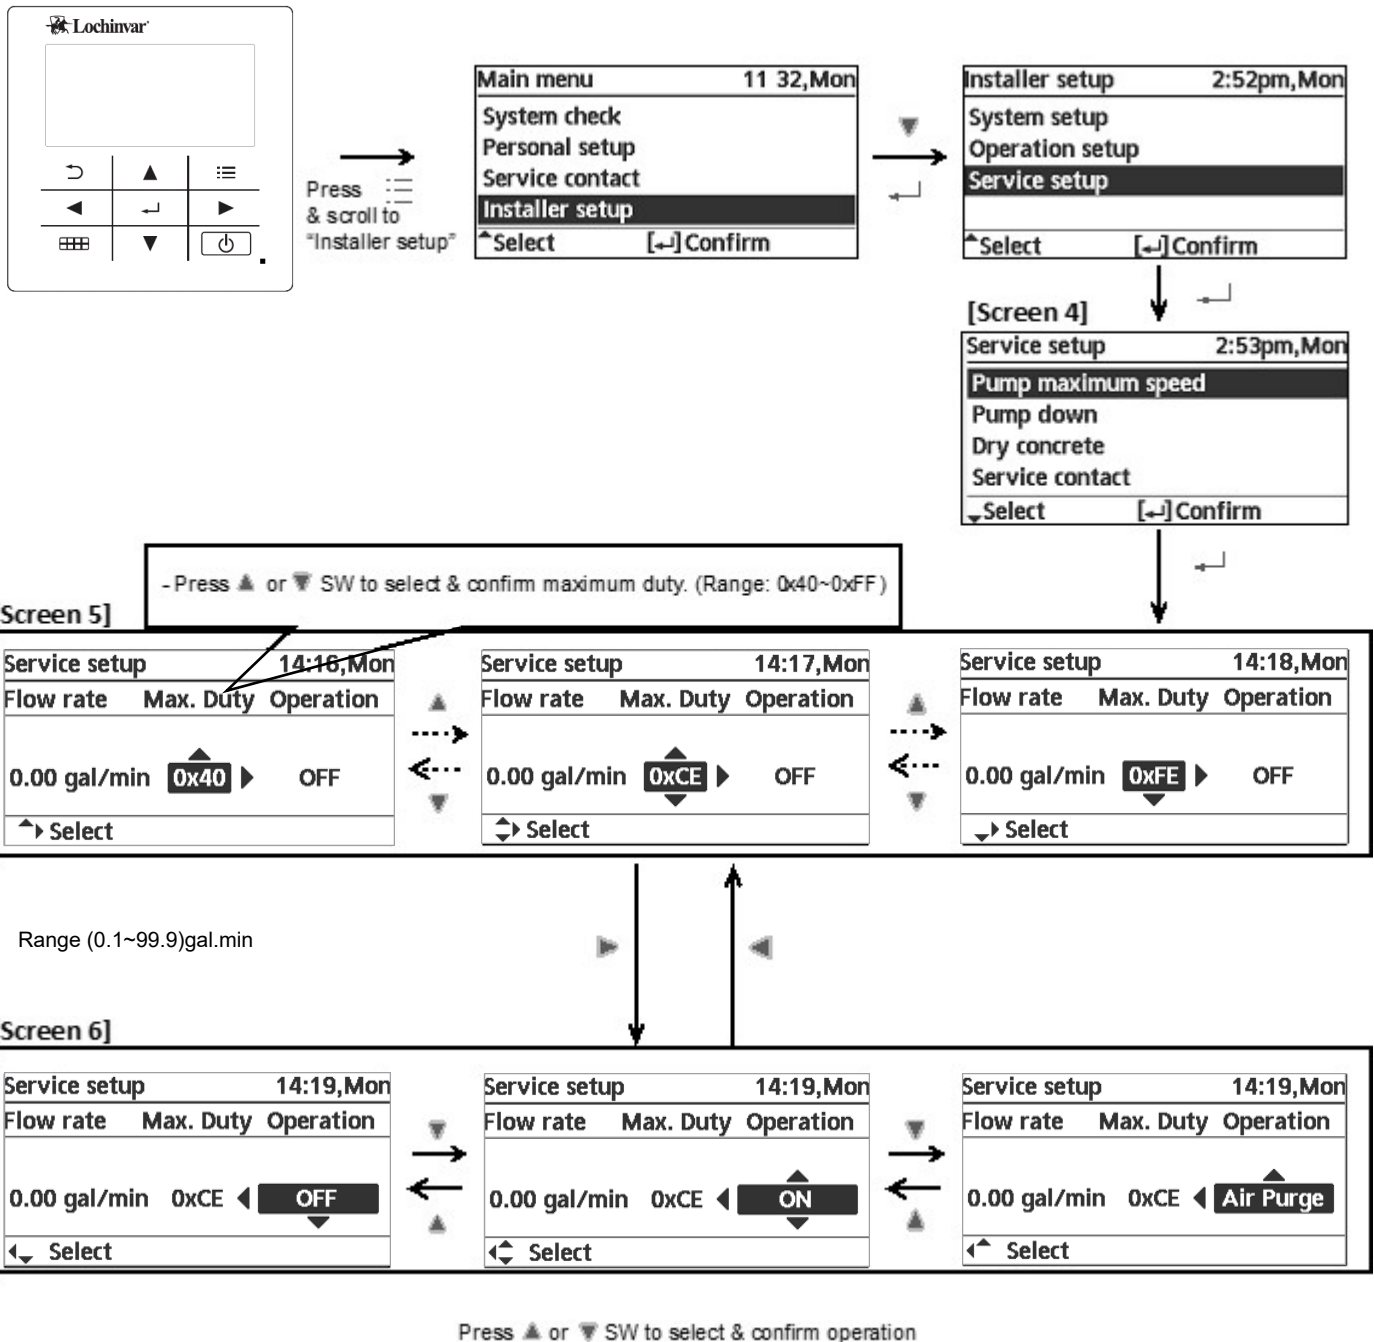 Lochinvar
Press
& scroll to
"Installer setup"
Main menu 11 32,Mon
System check
Personal setup
Service contact
Installer setup
Select [↵]Confirm
Installer setup 2:52pm,Mon
System setup
Operation setup
Service setup
Select [↵]Confirm
[Screen 4]
Service setup 2:53pm,Mon
Pump maximum speed
Pump down
Dry concrete
Service contact
Select [↵]Confirm
- Press ▲ or ▼ SW to select & confirm maximum duty. (Range: 0x40~0xFF)
Screen 5]
Service setup 14:16,Mon
Flow rate Max. Duty Operation
0.00 gal/min 0x40 OFF
Select
Service setup 14:17,Mon
Flow rate Max. Duty Operation
0.00 gal/min 0xCE OFF
Select
Service setup 14:18,Mon
Flow rate Max. Duty Operation
0.00 gal/min 0xFE OFF
Select
Range (0.1~99.9)gal.min
Screen 6]
Service setup 14:19,Mon
Flow rate Max. Duty Operation
0.00 gal/min 0xCE OFF
Select
Service setup 14:19,Mon
Flow rate Max. Duty Operation
0.00 gal/min 0xCE ON
Select
Service setup 14:19,Mon
Flow rate Max. Duty Operation
0.00 gal/min 0xCE Air Purge
Select
Press ▲ or ▼ SW to select & confirm operation